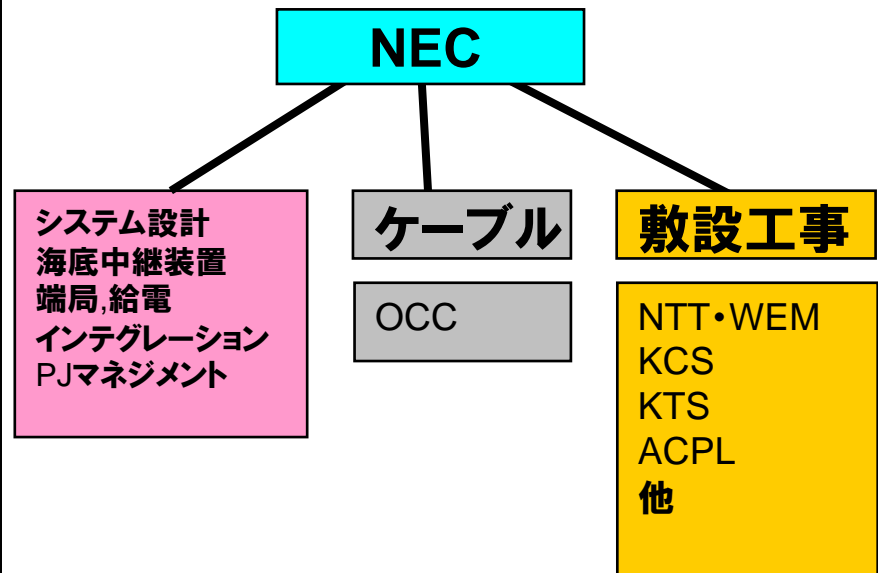 NEC
システム設計
海底中継装置
端局,給電
インテグレーション
PJマネジメント
ケーブル
OCC
敷設工事
NTT・WEM
KCS
KTS
ACPL
他